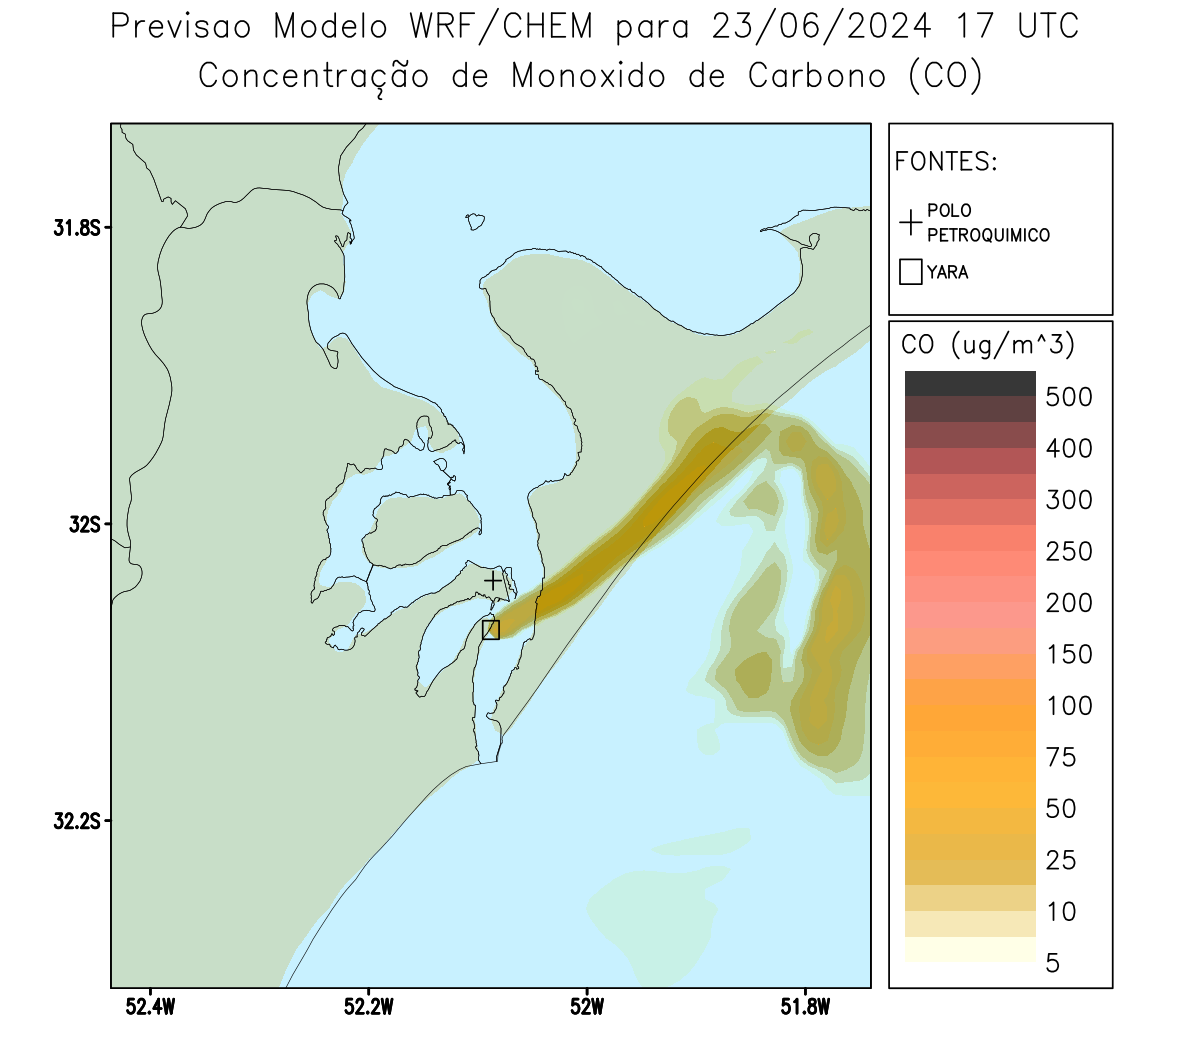 Previsao Modelo WRF/CHEM para 23/06/2024 17 UTC
Concentração de Monoxido de Carbono (CO)
FONTES:
POLO
PETROQUIMICO
YARA
CO (ug/m^3)
500
400
300
250
200
150
100
75
50
25
10
5
31.8S
32S
32.2S
52.4W
52.2W
52W
51.8W